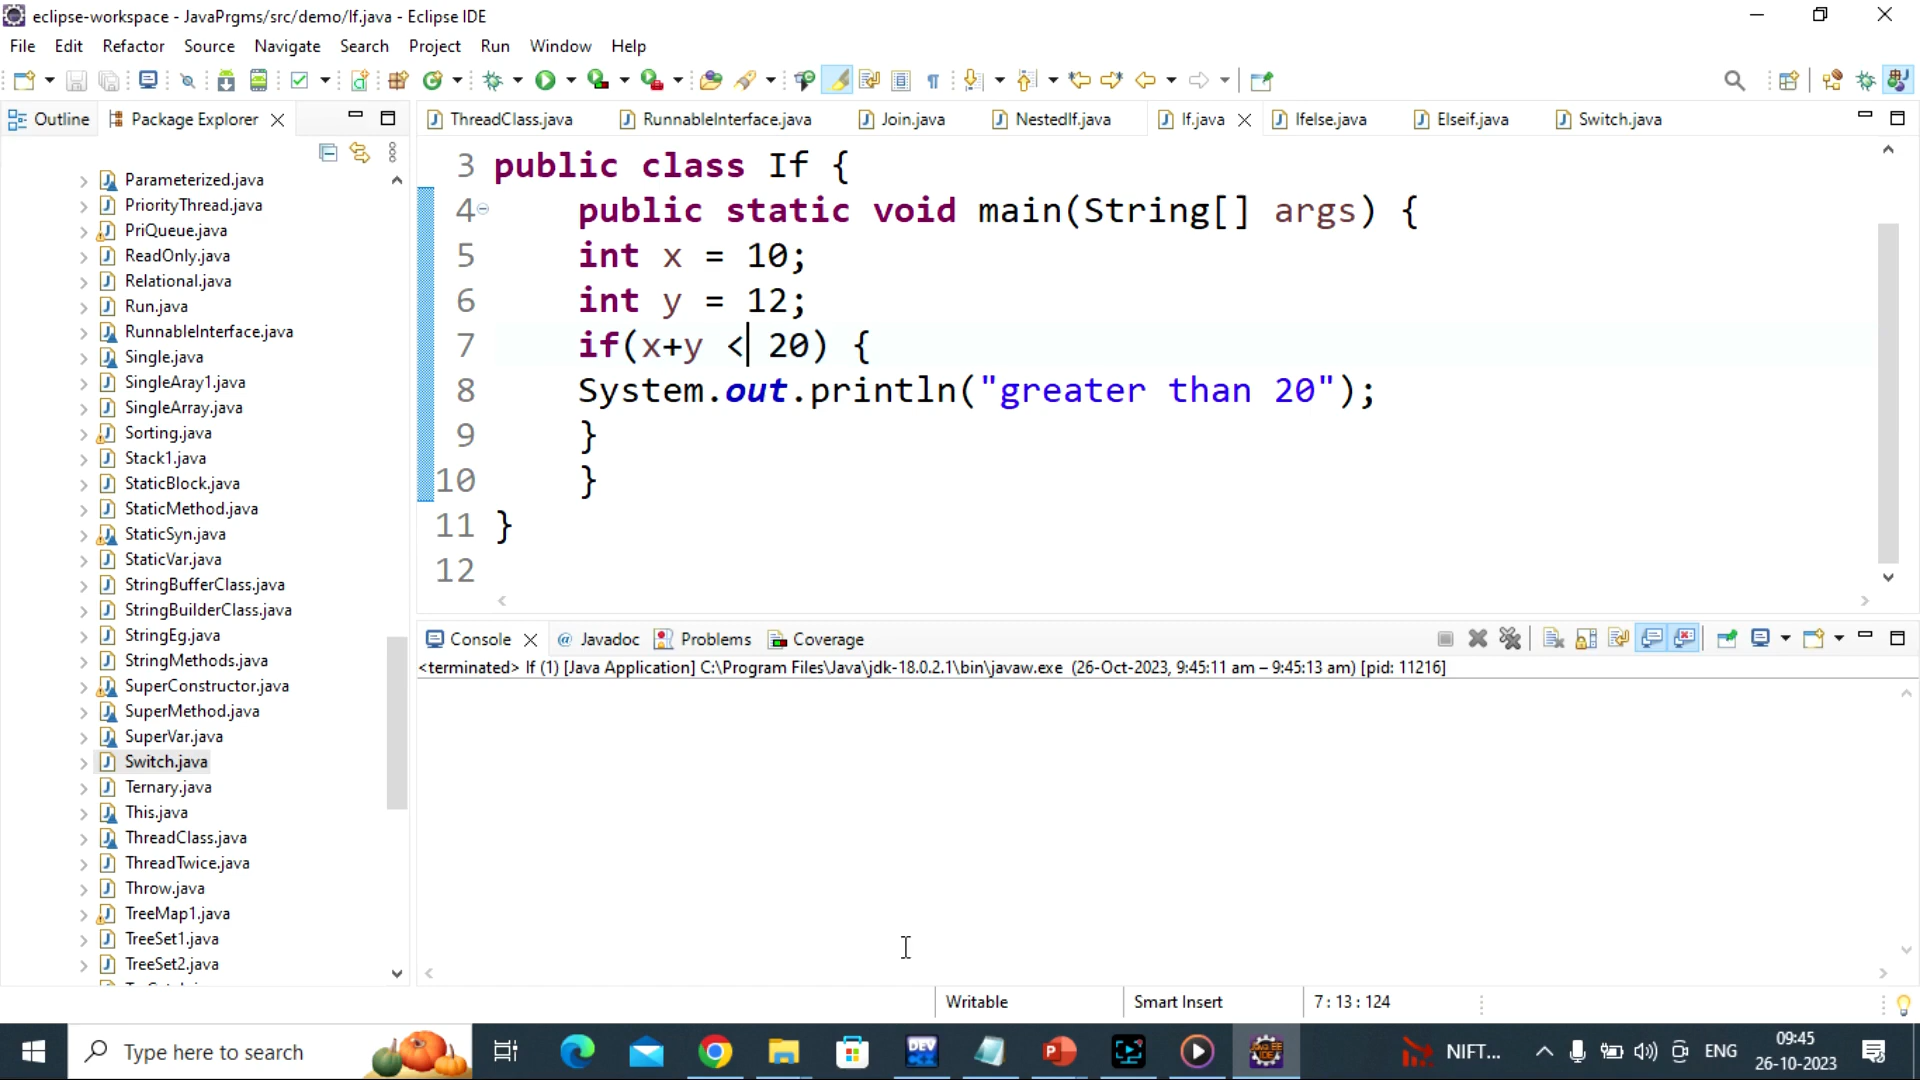 eclipse-workspace - JavaPrgms/src/demo/If.java - Eclipse IDE
File Edit Refactor Source Navigate Search Project Run Window Help
Outline Package Explorer
ThreadClass.java RunnableInterface.java Join.java NestedIf.java If.java Ifelse.java Elseif.java Switch.java
Parameterized.java
PriorityThread.java
PriQueue.java
ReadOnly.java
Relational.java
Run.java
RunnableInterface.java
Single.java
SingleAray1.java
SingleArray.java
Sorting.java
Stack1.java
StaticBlock.java
StaticMethod.java
StaticSyn.java
StaticVar.java
StringBufferClass.java
StringBuilderClass.java
StringEg.java
StringMethods.java
SuperConstructor.java
SuperMethod.java
SuperVar.java
Switch.java
Ternary.java
This.java
ThreadClass.java
ThreadTwice.java
Throw.java
TreeMap1.java
TreeSet1.java
TreeSet2.java
3 public class If {
4 public static void main(String[] args) {
5 int x = 10;
6 int y = 12;
7 if(x+y < 20) {
8 System.out.println("greater than 20");
9 }
10 }
11 }
12
Console @ Javadoc Problems Coverage
<terminated> If (1) [Java Application] C:\Program Files\Java\jdk-18.0.2.1\bin\javaw.exe (26-Oct-2023, 9:45:11 am – 9:45:13 am) [pid: 11216]
Writable Smart Insert 7 : 13 : 124
Type here to search
DEV
NIFT...
ENG
09:45
26-10-2023